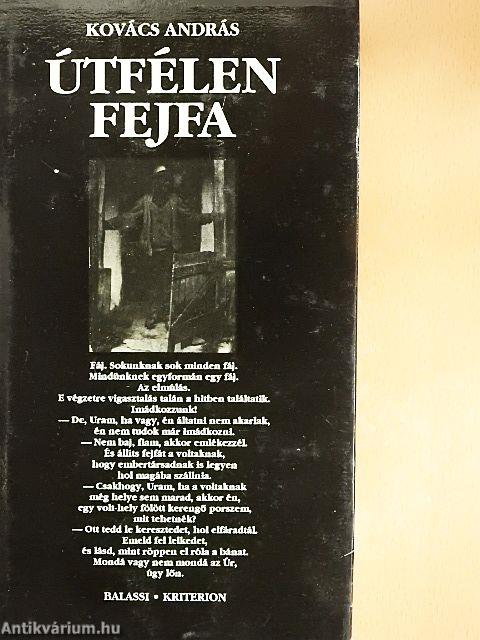 KOVÁCS ANDRÁS
ÚTFÉLEN
FEJFA
Fáj. Sokunknak sok minden fáj.
Mindünknek egyformán egy fáj.
Az elmúlás.
E végzetre vigasztalás talán a hitben találtatik.
Imádkozzunk!
— De, Uram, ha vagy, én áltatni nem akarlak,
én nem tudok már imádkozni.
— Nem baj, fiam, akkor emlékezzél.
És állíts fejfát a voltaknak,
hogy embertársadnak is legyen
hol magába szállnia.
— Csakhogy, Uram, ha a voltaknak
még helye sem marad, akkor én,
egy volt-hely fölött kerengő porszem,
mit tehetnék?
— Ott tedd le keresztedet, hol elfáradtál.
Emeld fel lelkedet,
és lásd, mint röppen el róla a bánat.
Mondá vagy nem mondá az Úr,
úgy lőn.
BALASSI • KRITERION
Antikvárium.hu